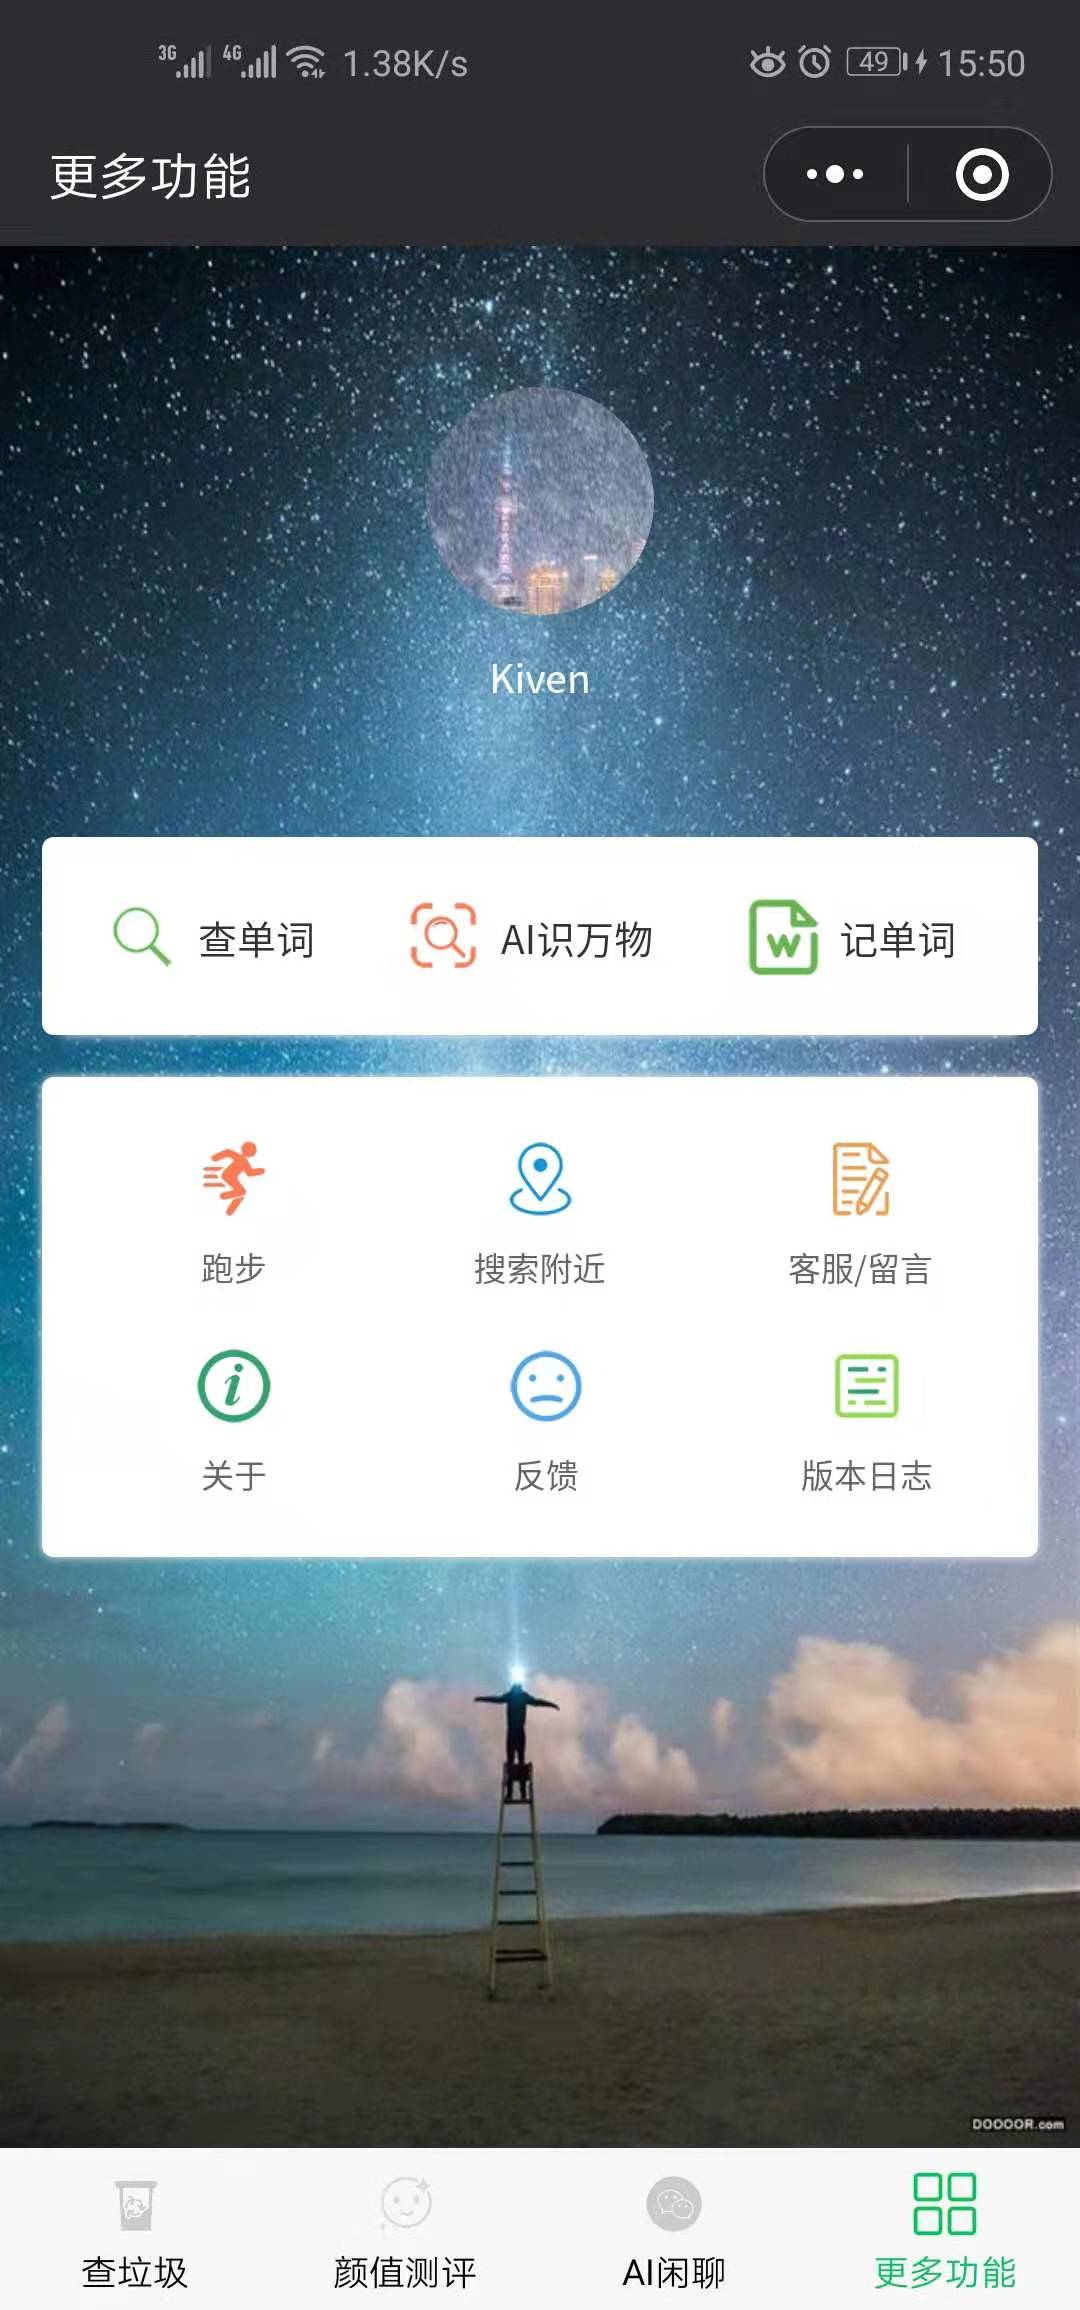 3G 4G 1.38K/s 49 15:50
更多功能
Kiven
查单词 AI识万物 记单词
跑步 搜索附近 客服/留言
关于 反馈 版本日志
DOOOOR.com
查垃圾 颜值测评 AI闲聊 更多功能